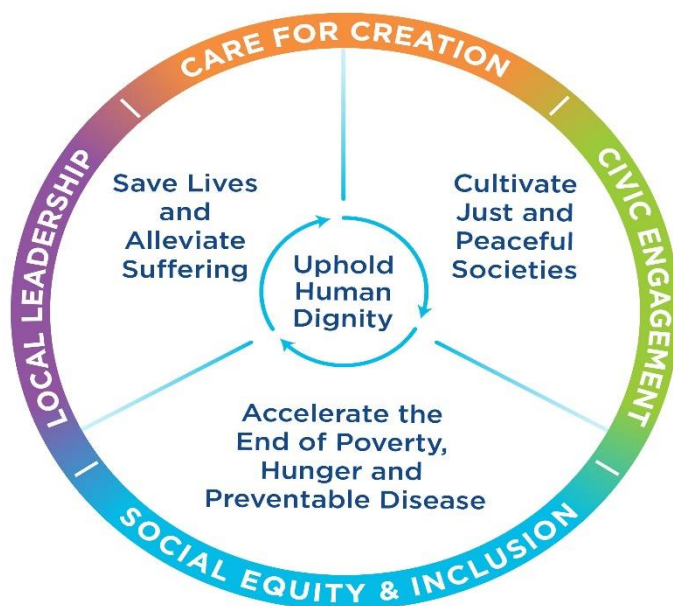 CARE FOR CREATION
LOCAL LEADERSHIP
CIVIC ENGAGEMENT
Save Lives
and
Alleviate
Suffering
Cultivate
Just and
Peaceful
Societies
Uphold
Human
Dignity
Accelerate the
End of Poverty,
Hunger and
Preventable Disease
SOCIAL EQUITY & INCLUSION